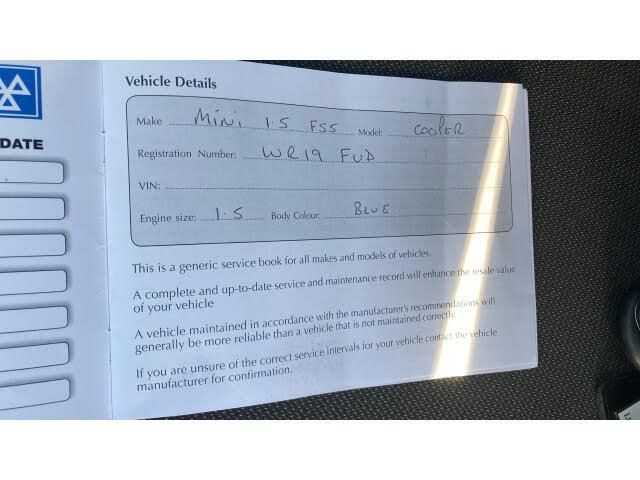 DATE
Vehicle Details
Make Mini 1.5 F55 Model: COOPER
Registration Number: WR19 FUD
VIN:
Engine size: 1.5 Body Colour: BLUE
This is a generic service book for all makes and models of vehicles.
A complete and up-to-date service and maintenance record will enhance the resale value
of your vehicle
A vehicle maintained in accordance with the manufacturer's recommendations will
generally be more reliable than a vehicle that is not maintained correctly.
If you are unsure of the correct service intervals for your vehicle contact the vehicle
manufacturer for confirmation.